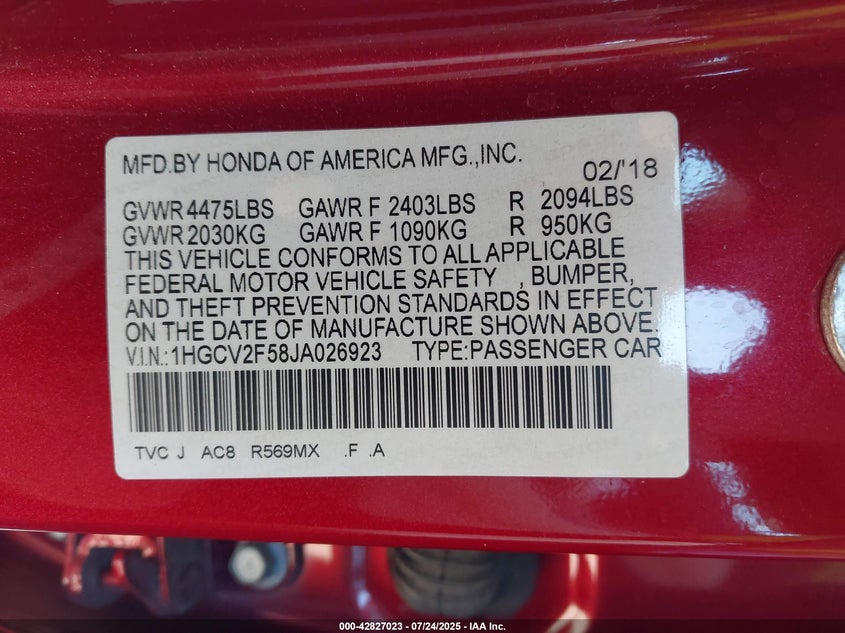 MFD.BY HONDA OF AMERICA MFG.,INC.
02/'18
GVWR 4475LBS GAWR F 2403LBS R 2094LBS
GVWR 2030KG GAWR F 1090KG R 950KG
THIS VEHICLE CONFORMS TO ALL APPLICABLE
FEDERAL MOTOR VEHICLE SAFETY , BUMPER,
AND THEFT PREVENTION STANDARDS IN EFFECT
ON THE DATE OF MANUFACTURE SHOWN ABOVE.
V.I.N.:1HGCV2F58JA026923 TYPE:PASSENGER CAR
TVC J AC8 R569MX .F .A
000-42827023 | 07/24/2025 - IAA Inc.